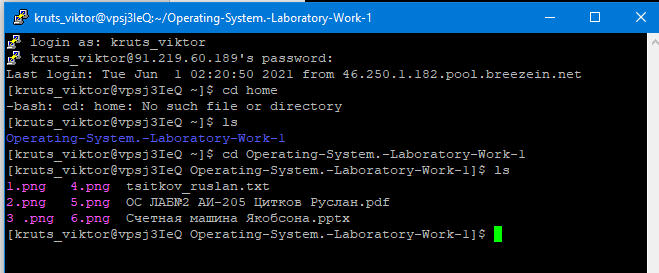 kruts_viktor@vpsj3IeQ:~/Operating-System.-Laboratory-Work-1
login as: kruts_viktor
kruts_viktor@91.219.60.189's password:
Last login: Tue Jun  1 02:20:50 2021 from 46.250.1.182.pool.breezein.net
[kruts_viktor@vpsj3IeQ ~]$ cd home
-bash: cd: home: No such file or directory
[kruts_viktor@vpsj3IeQ ~]$ ls
Operating-System.-Laboratory-Work-1
[kruts_viktor@vpsj3IeQ ~]$ cd Operating-System.-Laboratory-Work-1
[kruts_viktor@vpsj3IeQ Operating-System.-Laboratory-Work-1]$ ls
1.png   4.png  tsitkov_ruslan.txt
2.png   5.png  ОС ЛАБ№2 АИ-205 Цитков Руслан.pdf
3 .png  6.png  Счетная машина Якобсона.pptx
[kruts_viktor@vpsj3IeQ Operating-System.-Laboratory-Work-1]$